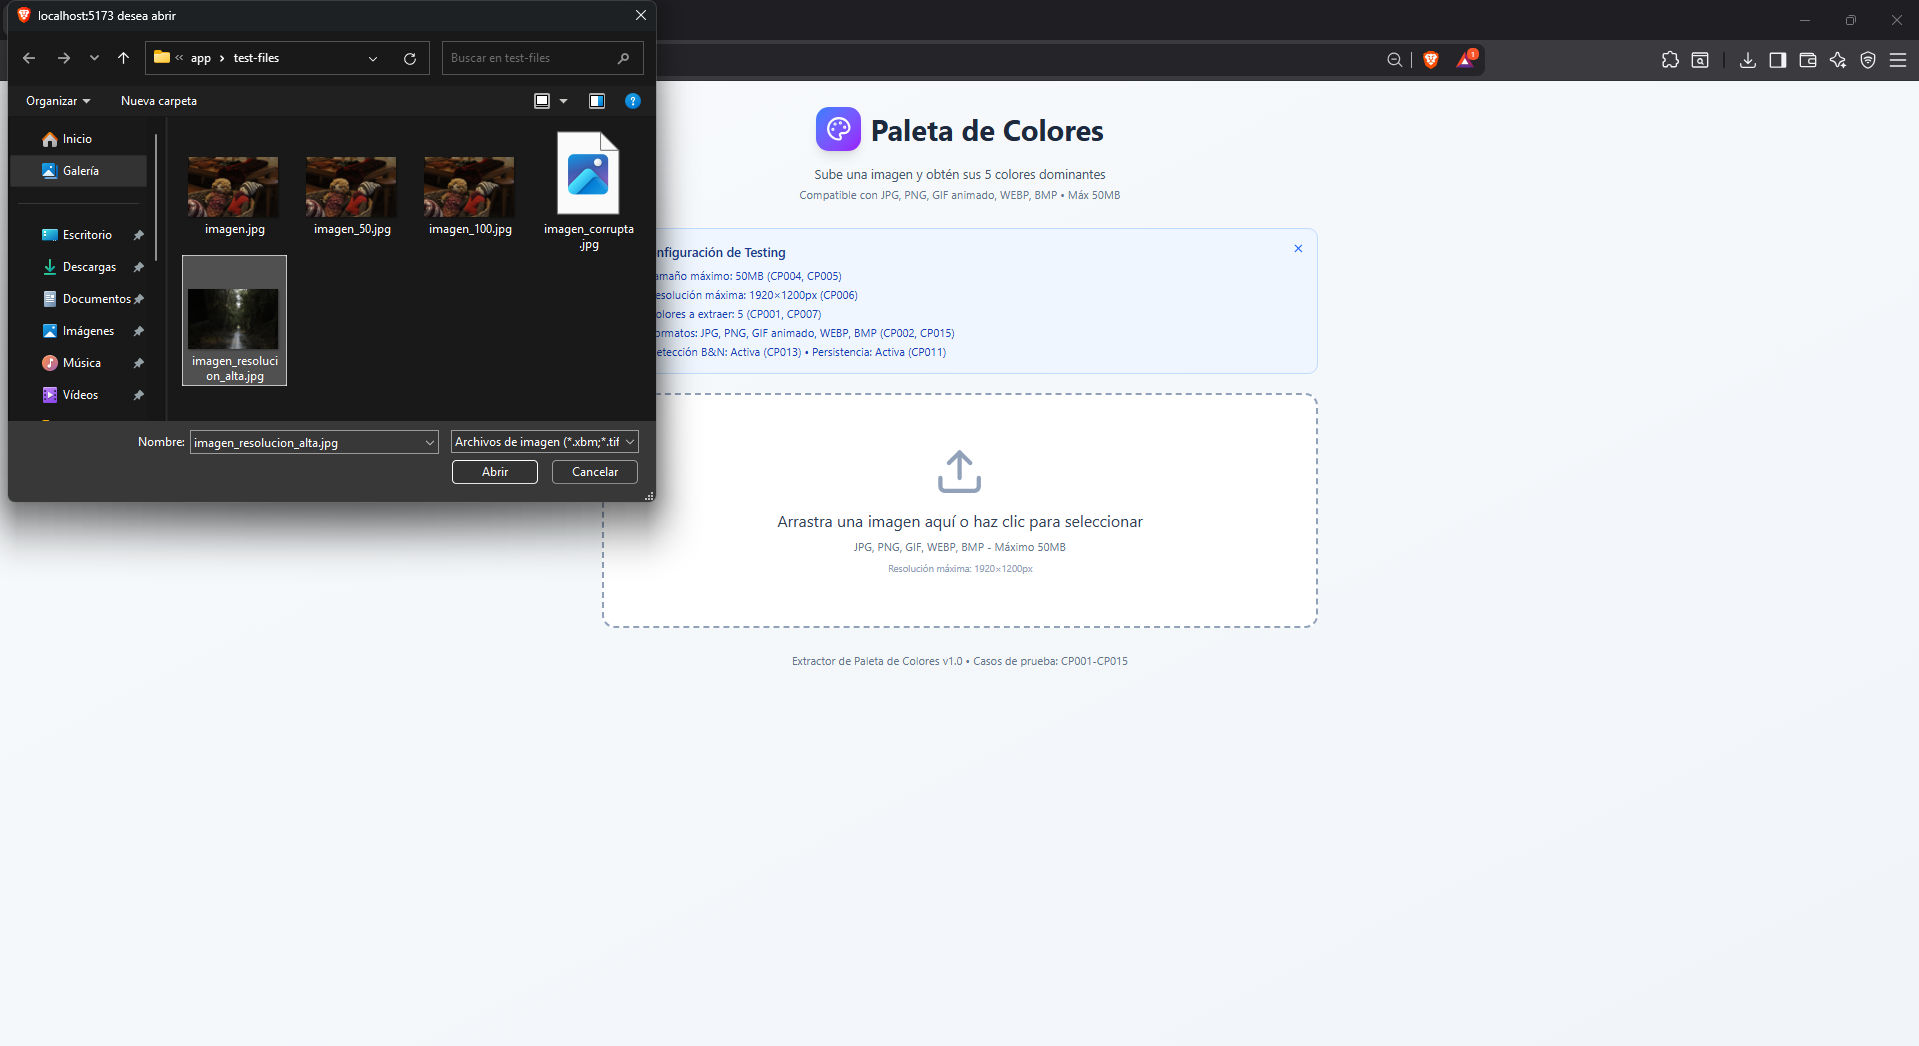 localhost:5173 desea abrir
« app › test-files
Buscar en test-files
Organizar
Nueva carpeta
Inicio
Galería
Escritorio
Descargas
Documentos
Imágenes
Música
Vídeos
imagen.jpg
imagen_50.jpg
imagen_100.jpg
imagen_corrupta
.jpg
imagen_resoluci
on_alta.jpg
Nombre:
imagen_resolucion_alta.jpg
Archivos de imagen (*.xbm;*.tif
Abrir
Cancelar
1
Paleta de Colores
Sube una imagen y obtén sus 5 colores dominantes
Compatible con JPG, PNG, GIF animado, WEBP, BMP • Máx 50MB
nfiguración de Testing
amaño máximo: 50MB (CP004, CP005)
esolución máxima: 1920×1200px (CP006)
olores a extraer: 5 (CP001, CP007)
ormatos: JPG, PNG, GIF animado, WEBP, BMP (CP002, CP015)
etección B&N: Activa (CP013) • Persistencia: Activa (CP011)
Arrastra una imagen aquí o haz clic para seleccionar
JPG, PNG, GIF, WEBP, BMP - Máximo 50MB
Resolución máxima: 1920×1200px
Extractor de Paleta de Colores v1.0 • Casos de prueba: CP001-CP015